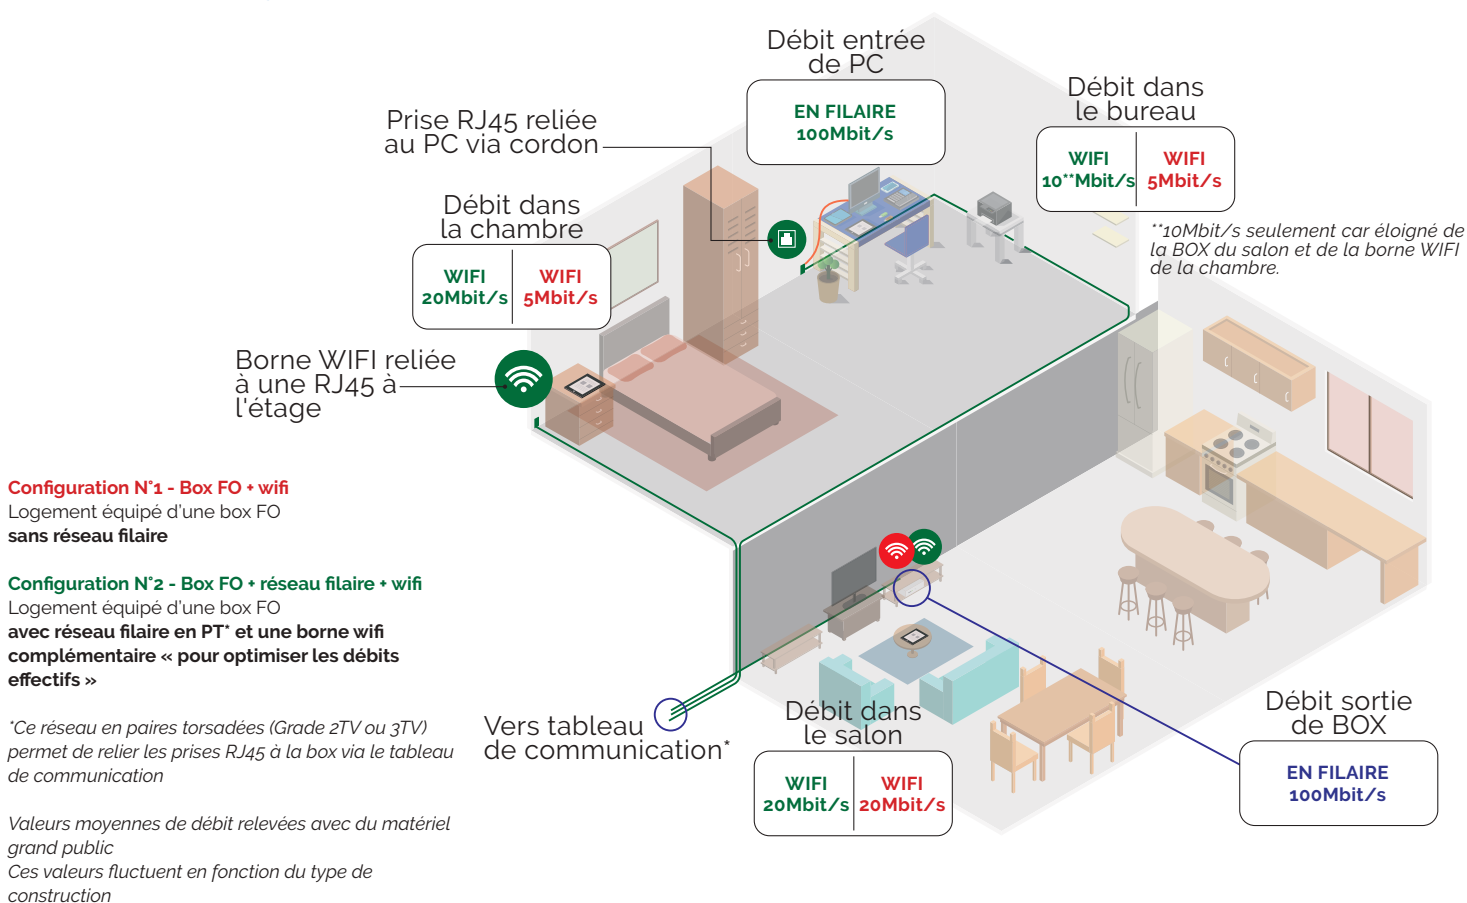 Débit entrée
de PC
EN FILAIRE
100Mbit/s
Débit dans
le bureau
WIFI
10**Mbit/s
WIFI
5Mbit/s
**10Mbit/s seulement car éloigné de
la BOX du salon et de la borne WIFI
de la chambre.
Prise RJ45 reliée
au PC via cordon
Débit dans
la chambre
WIFI
20Mbit/s
WIFI
5Mbit/s
Borne WIFI reliée
à une RJ45 à
l'étage
Configuration N°1 - Box FO + wifi
Logement équipé d'une box FO
sans réseau filaire
Configuration N°2 - Box FO + réseau filaire + wifi
Logement équipé d'une box FO
avec réseau filaire en PT* et une borne wifi
complémentaire « pour optimiser les débits
effectifs »
*Ce réseau en paires torsadées (Grade 2TV ou 3TV)
permet de relier les prises RJ45 à la box via le tableau
de communication
Valeurs moyennes de débit relevées avec du matériel
grand public
Ces valeurs fluctuent en fonction du type de
construction
Vers tableau
de communication*
Débit dans
le salon
WIFI
20Mbit/s
WIFI
20Mbit/s
Débit sortie
de BOX
EN FILAIRE
100Mbit/s